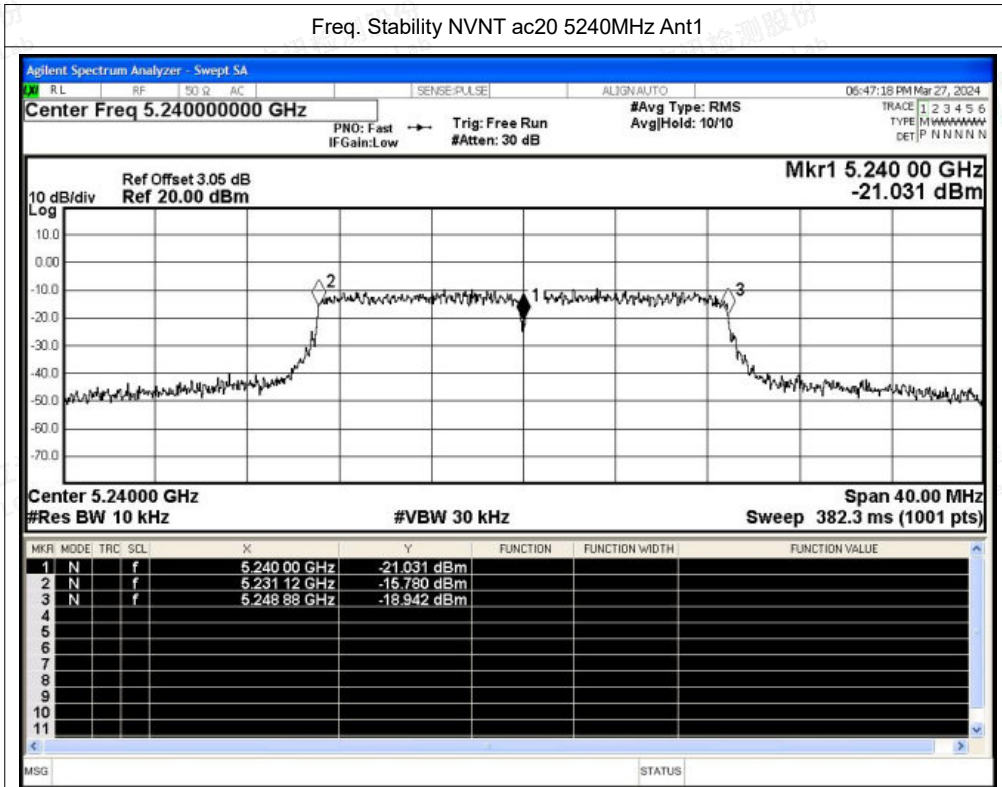 Freq. Stability NVNT ac20 5240MHz Ant1
Agilent Spectrum Analyzer - Swept SA
RL RF 50 Ω AC SENSE:PULSE ALIGNAUTO 06:47:18 PM Mar 27, 2024
Center Freq 5.240000000 GHz #Avg Type: RMS TRACE 1 2 3 4 5 6
PNO: Fast Trig: Free Run Avg|Hold: 10/10 TYPE M
IFGain:Low #Atten: 30 dB DET P N N N N N
Mkr1 5.240 00 GHz
Ref Offset 3.05 dB
10 dB/div Ref 20.00 dBm -21.031 dBm
Log
10.0
0.00
2
-10.0
1
3
-20.0
-30.0
-40.0
-50.0
-60.0
-70.0
Center 5.24000 GHz Span 40.00 MHz
#Res BW 10 kHz #VBW 30 kHz Sweep 382.3 ms (1001 pts)
MKR MODE TRC SCL X Y FUNCTION FUNCTION WIDTH FUNCTION VALUE
1 N f 5.240 00 GHz -21.031 dBm
2 N f 5.231 12 GHz -15.780 dBm
3 N f 5.248 88 GHz -18.942 dBm
4
5
6
7
8
9
10
11
MSG STATUS